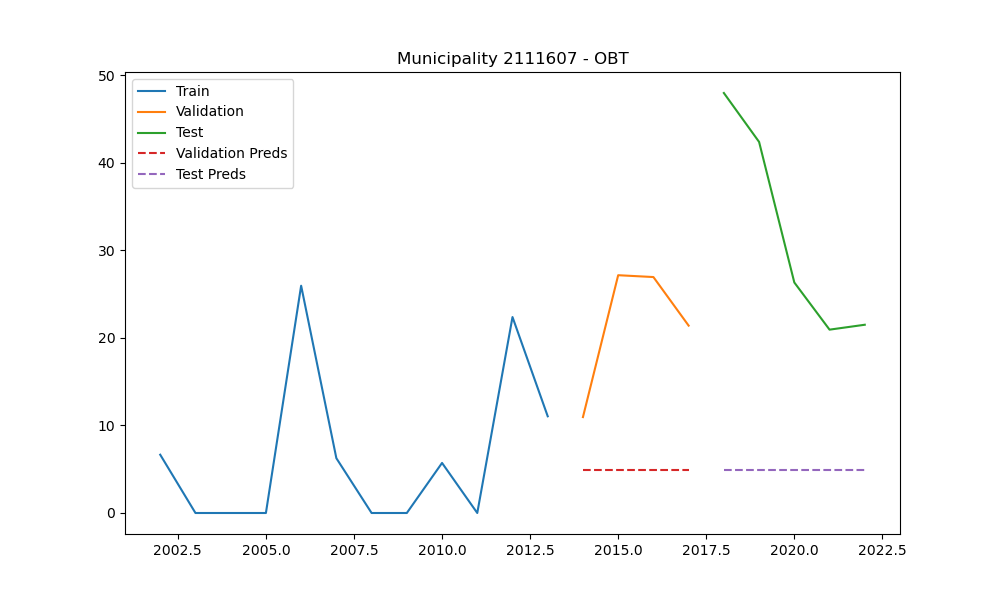 Municipality 2111607 - OBT
Train
Validation
Test
Validation Preds
Test Preds
50
40
30
20
10
0
2002.5 2005.0 2007.5 2010.0 2012.5 2015.0 2017.5 2020.0 2022.5